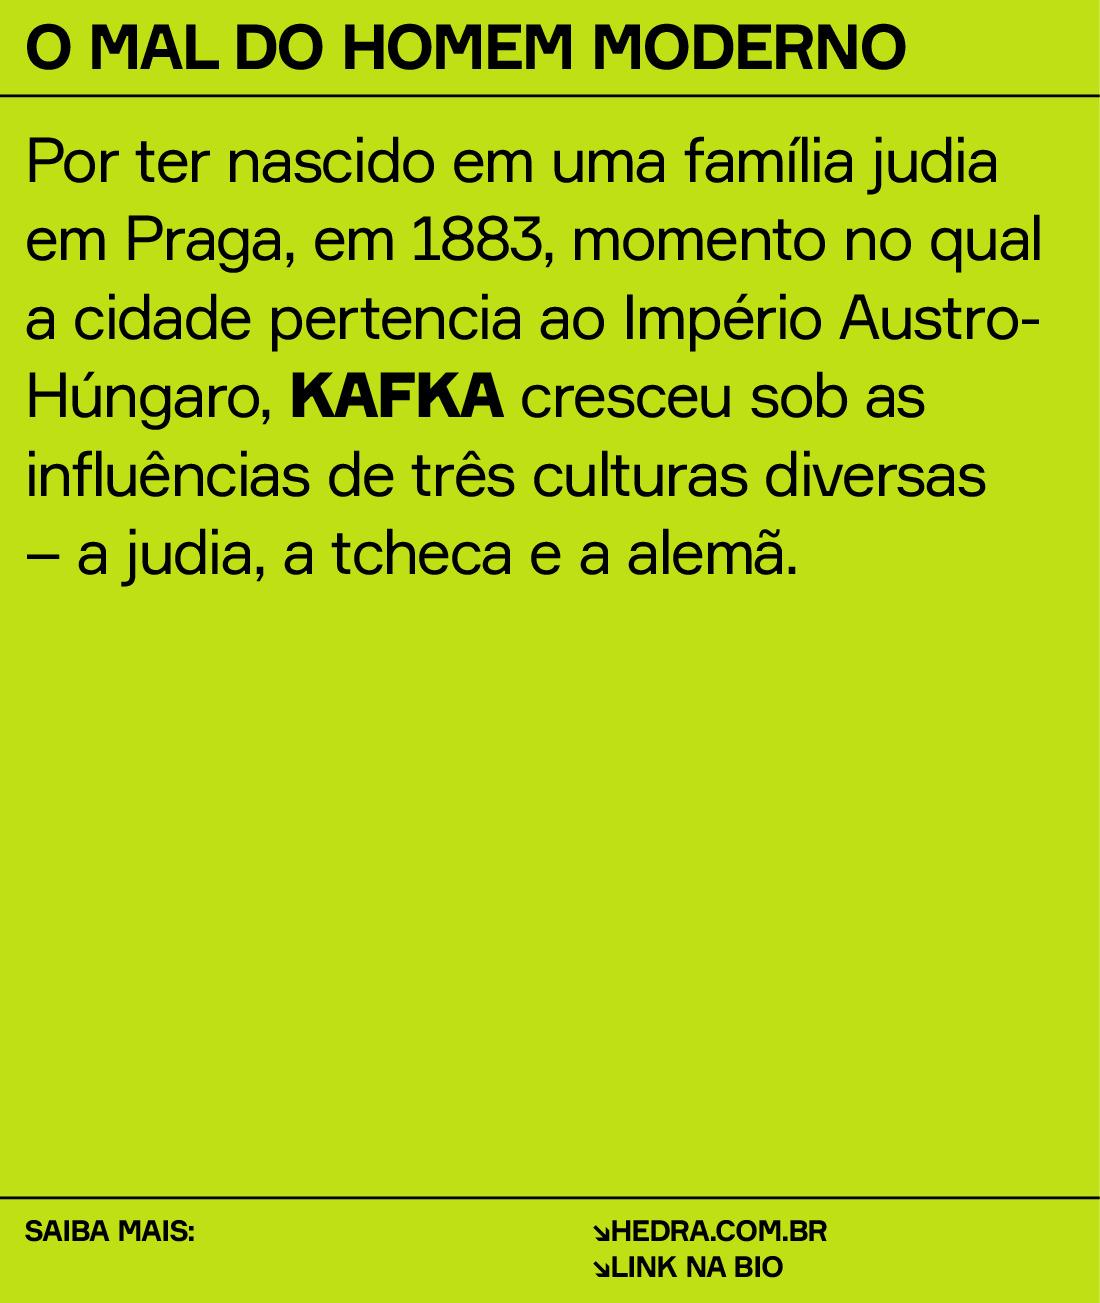 O MAL DO HOMEM MODERNO
Por ter nascido em uma família judia
em Praga, em 1883, momento no qual
a cidade pertencia ao Império Austro-
Húngaro, KAFKA cresceu sob as
influências de três culturas diversas
– a judia, a tcheca e a alemã.
SAIBA MAIS:
↘HEDRA.COM.BR
↘LINK NA BIO